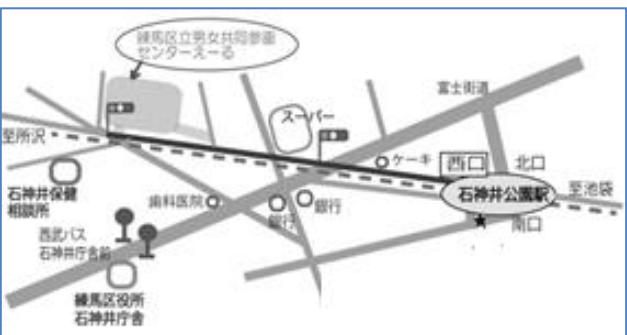 練馬区立男女共同参画
センターえーる
富士街道
スーパー
至所沢
ケーキ
西口
北口
石神井公園駅
至池袋
南口
石神井保健
相談所
歯科医院
銀行
銀行
西武バス
石神井庁舎前
練馬区役所
石神井庁舎